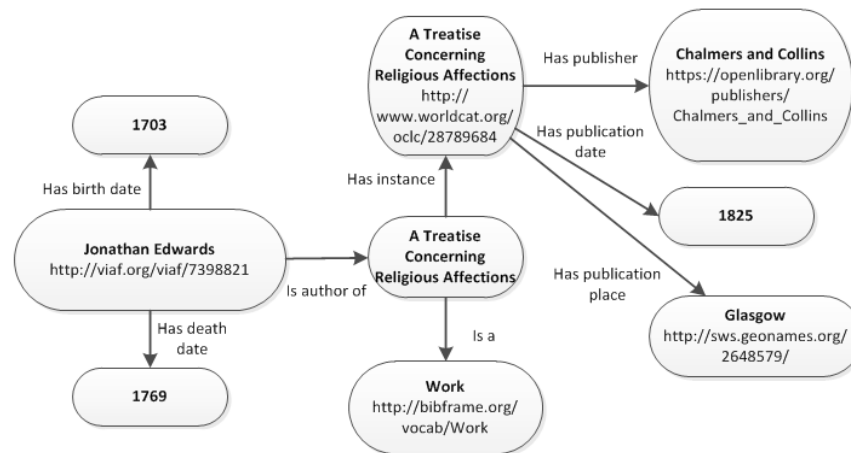 A Treatise
Concerning
Religious Affections
http://
www.worldcat.org/
oclc/28789684
Has publisher
Chalmers and Collins
https://openlibrary.org/
publishers/
Chalmers_and_Collins
1703
Has publication
date
Has birth date
Has instance
1825
Jonathan Edwards
http://viaf.org/viaf/7398821
Is author of
A Treatise
Concerning
Religious Affections
Has publication
place
Has death
date
Is a
Glasgow
http://sws.geonames.org/
2648579/
1769
Work
http://bibframe.org/
vocab/Work